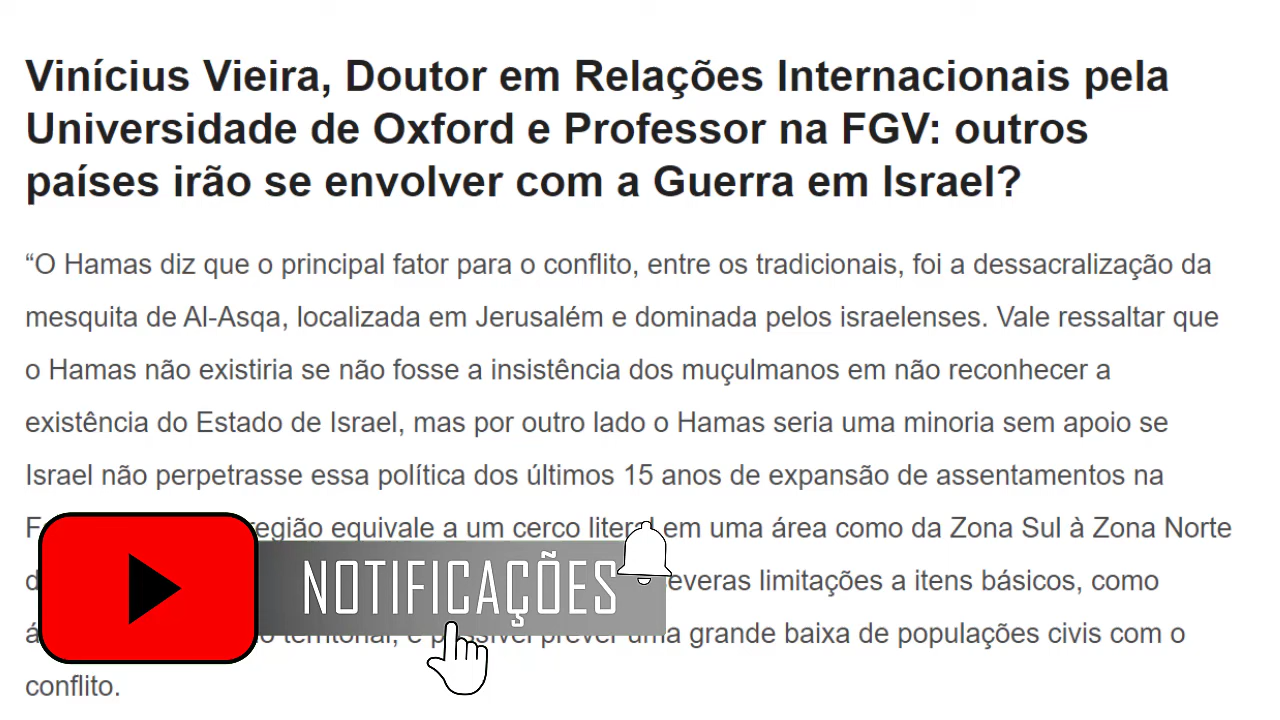 Vinícius Vieira, Doutor em Relações Internacionais pela
Universidade de Oxford e Professor na FGV: outros
países irão se envolver com a Guerra em Israel?
“O Hamas diz que o principal fator para o conflito, entre os tradicionais, foi a dessacralização da
mesquita de Al-Asqa, localizada em Jerusalém e dominada pelos israelenses. Vale ressaltar que
o Hamas não existiria se não fosse a insistência dos muçulmanos em não reconhecer a
existência do Estado de Israel, mas por outro lado o Hamas seria uma minoria sem apoio se
Israel não perpetrasse essa política dos últimos 15 anos de expansão de assentamentos na
região equivale a um cerco literal em uma área como da Zona Sul à Zona Norte
severas limitações a itens básicos, como
territorial, é possível prever uma grande baixa de populações civis com o
conflito.
NOTIFICAÇÕES